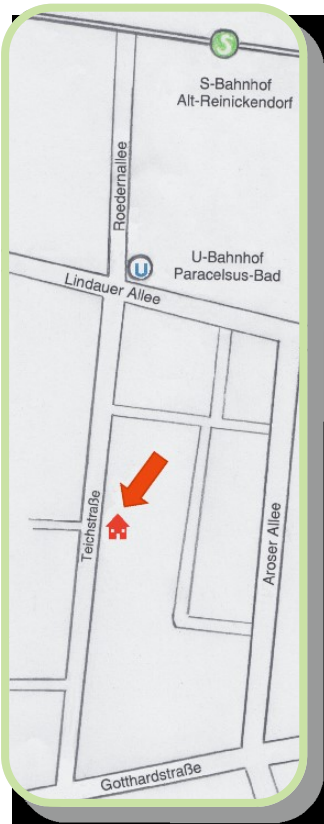 S
S-Bahnhof
Alt-Reinickendorf
Roedernallee
U
U-Bahnhof
Paracelsus-Bad
Lindauer Allee
Teichstraße
Aroser Allee
Gotthardstraße